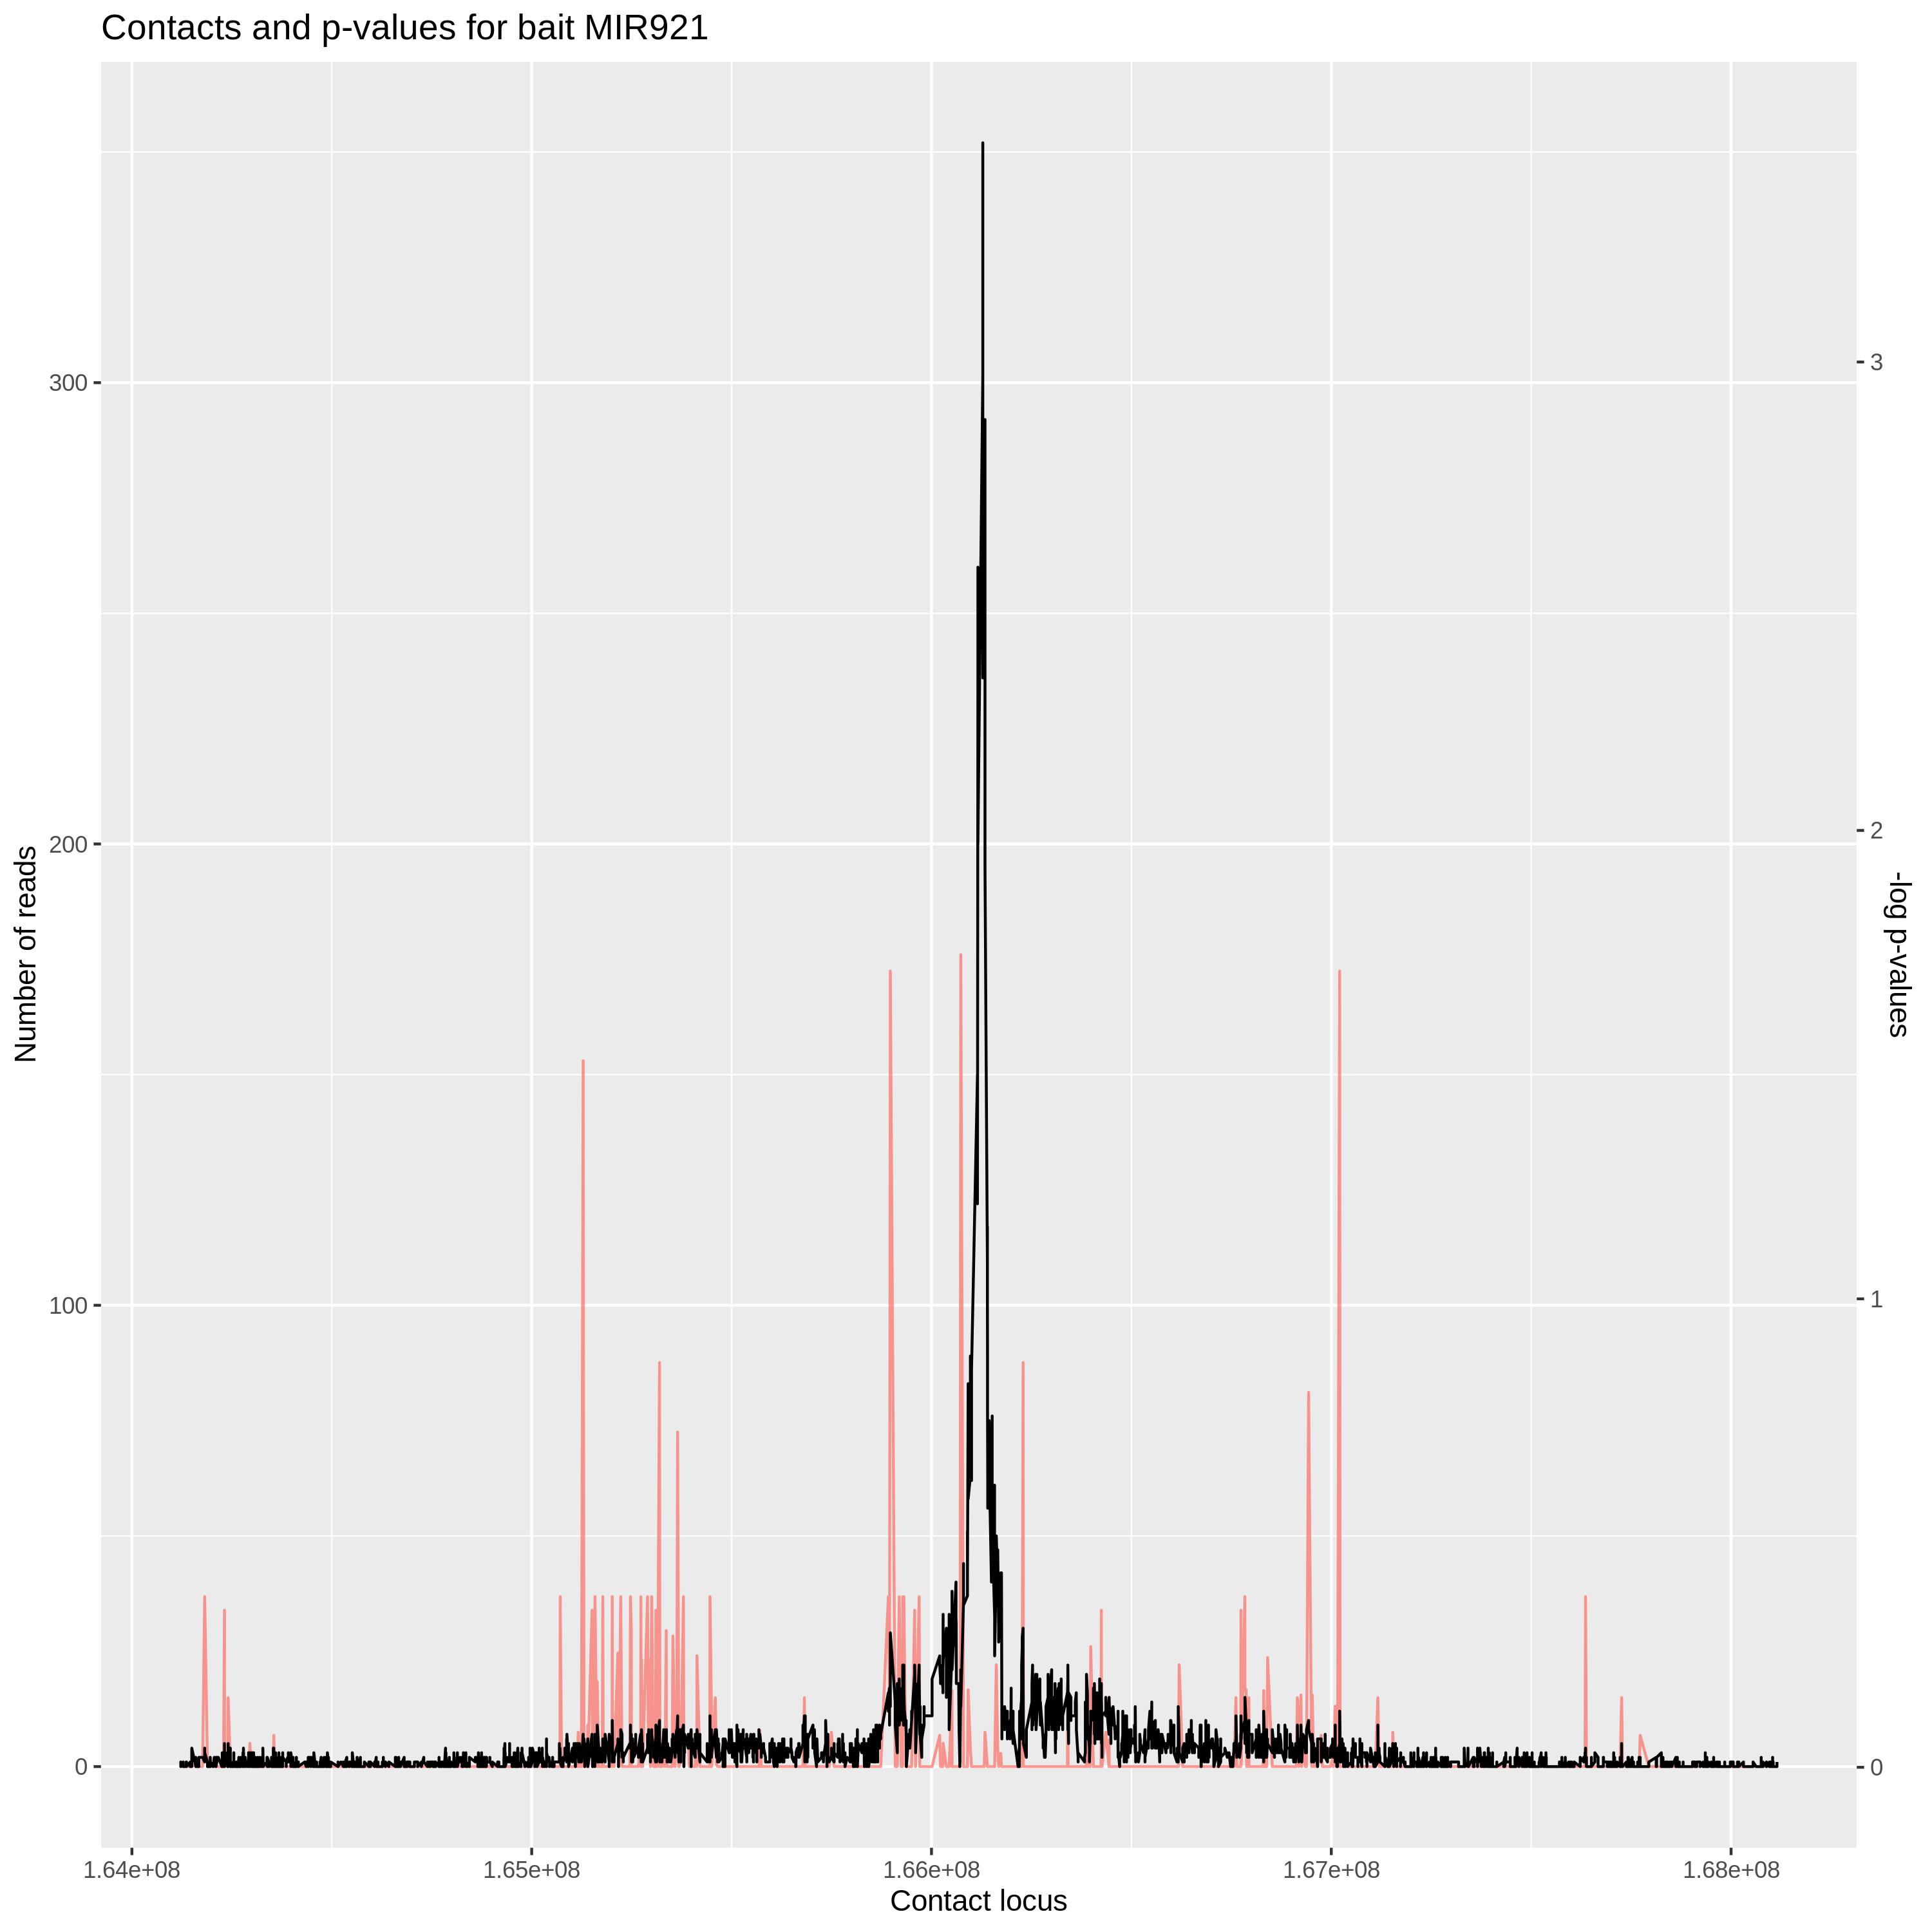 Contacts and p-values for bait MIR921
Number of reads
300
200
100
0
-log p-values
3
2
1
0
1.64e+08 1.65e+08 1.66e+08 1.67e+08 1.68e+08
Contact locus